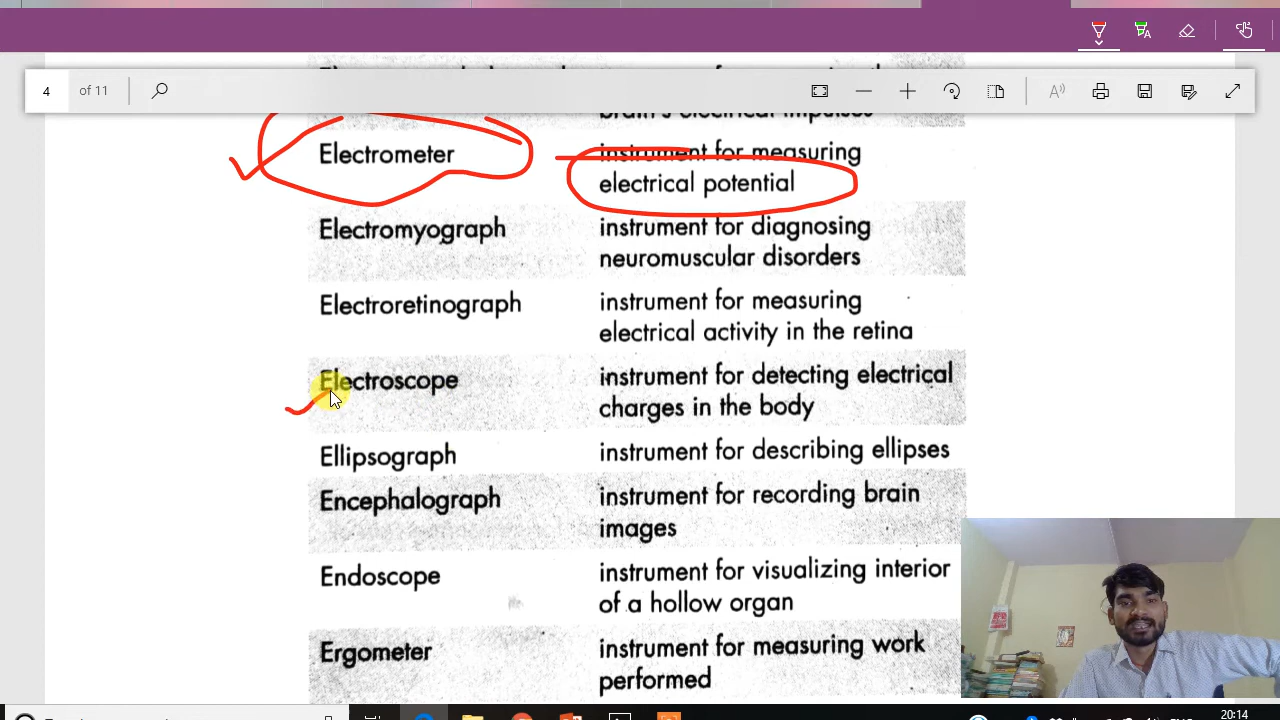 4 of 11
brain's electrical impulses
Electrometer instrument for measuring
electrical potential
Electromyograph instrument for diagnosing
neuromuscular disorders
Electroretinograph instrument for measuring
electrical activity in the retina
Electroscope instrument for detecting electrical
charges in the body
Ellipsograph instrument for describing ellipses
Encephalograph instrument for recording brain
images
Endoscope instrument for visualizing interior
of a hollow organ
Ergometer instrument for measuring work
performed
20:14